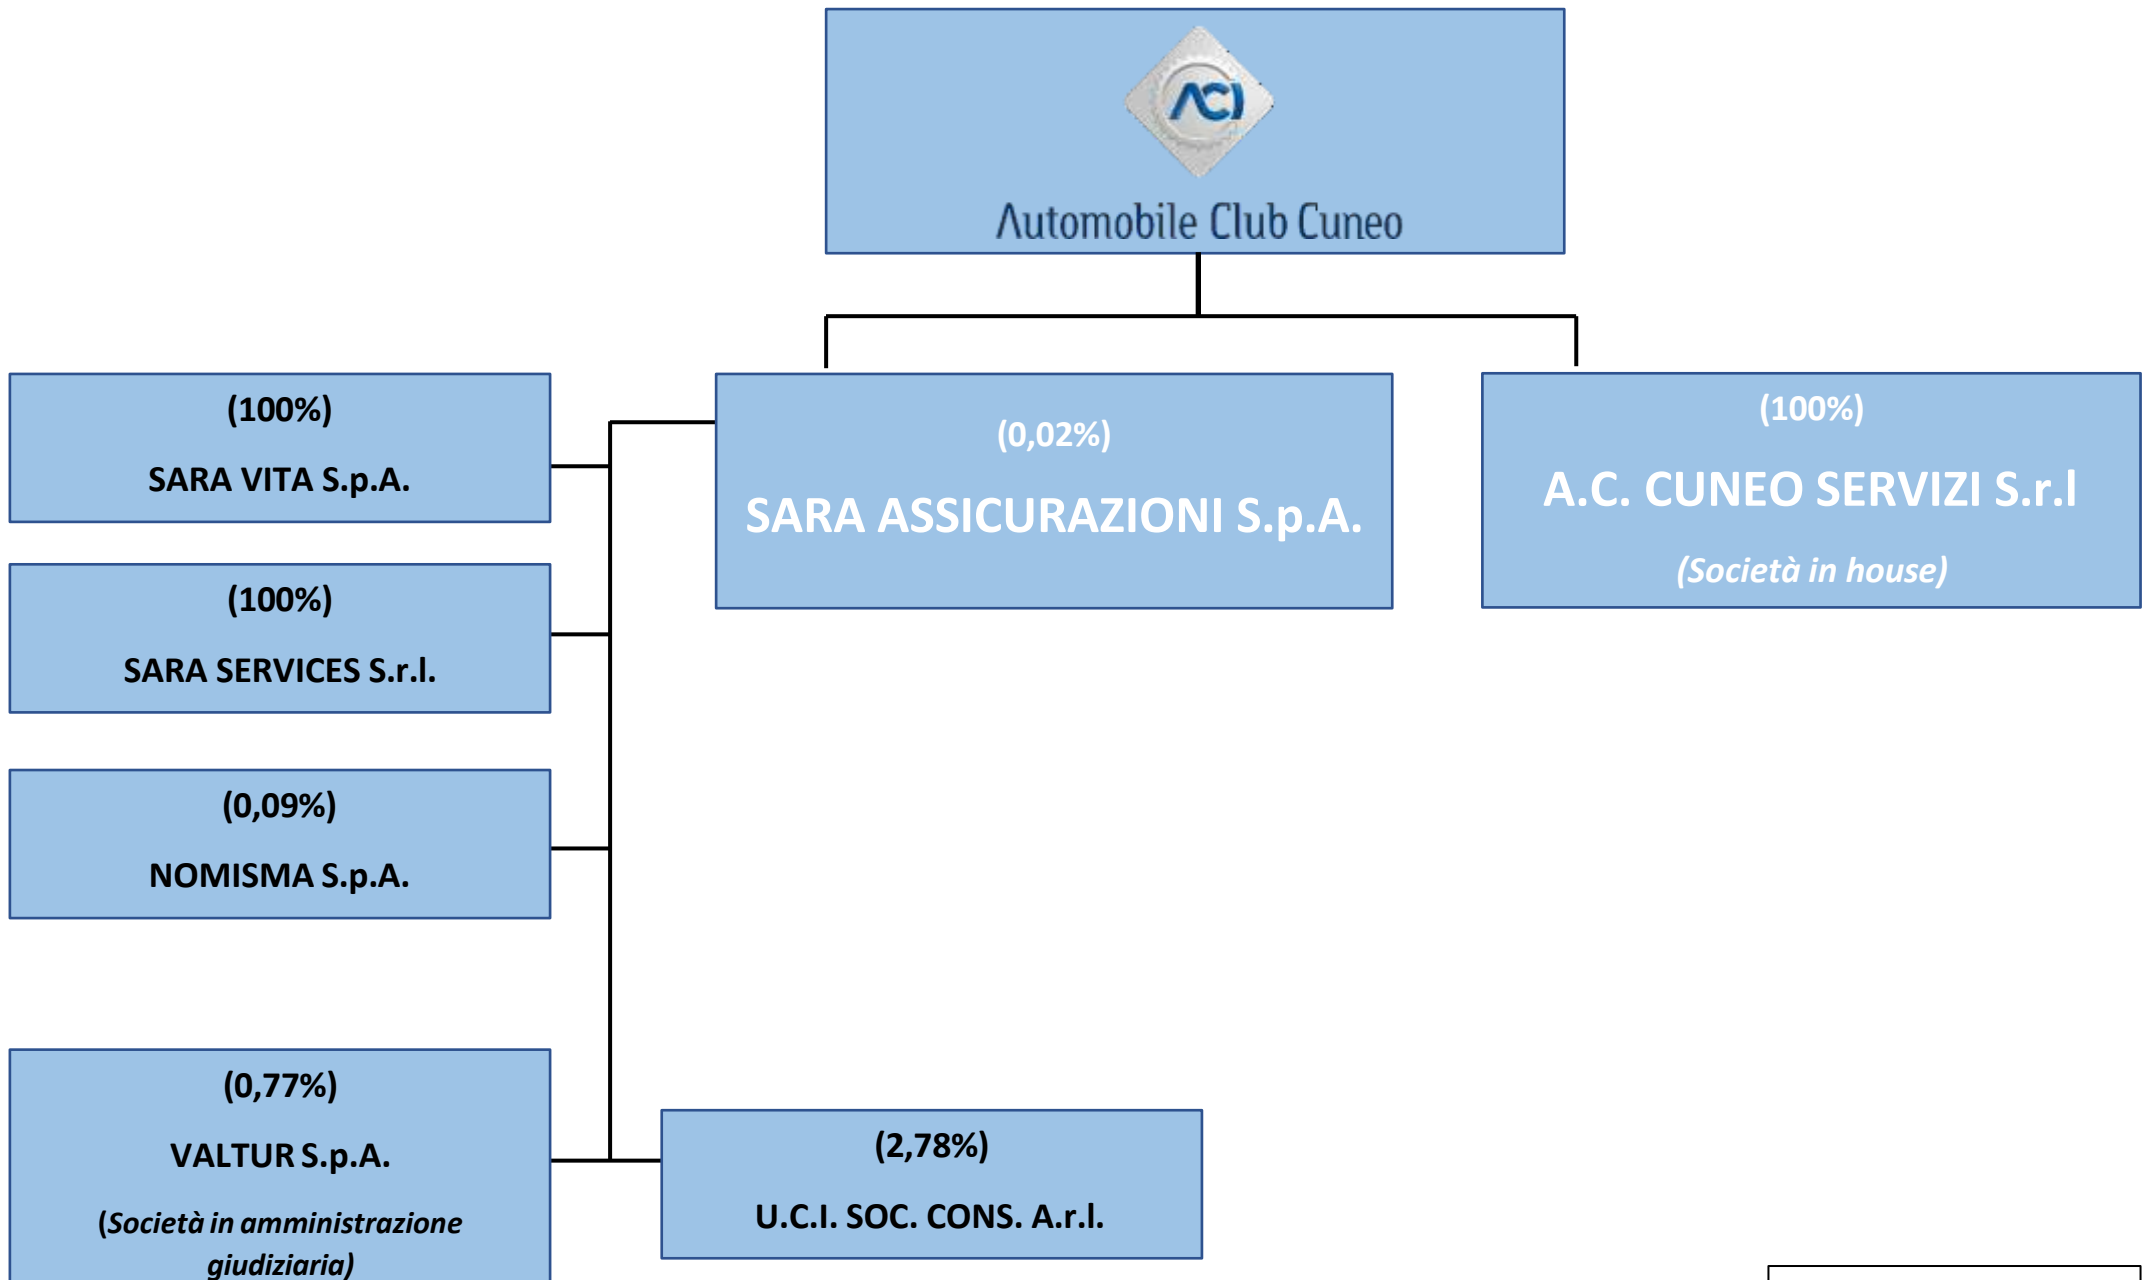 ACI
Automobile Club Cuneo
(100%)
SARA VITA S.p.A.
(0,02%)
SARA ASSICURAZIONI S.p.A.
(100%)
A.C. CUNEO SERVIZI S.r.l
(Società in house)
(100%)
SARA SERVICES S.r.l.
(0,09%)
NOMISMA S.p.A.
(0,77%)
VALTUR S.p.A.
(Società in amministrazione
giudiziaria)
(2,78%)
U.C.I. SOC. CONS. A.r.l.